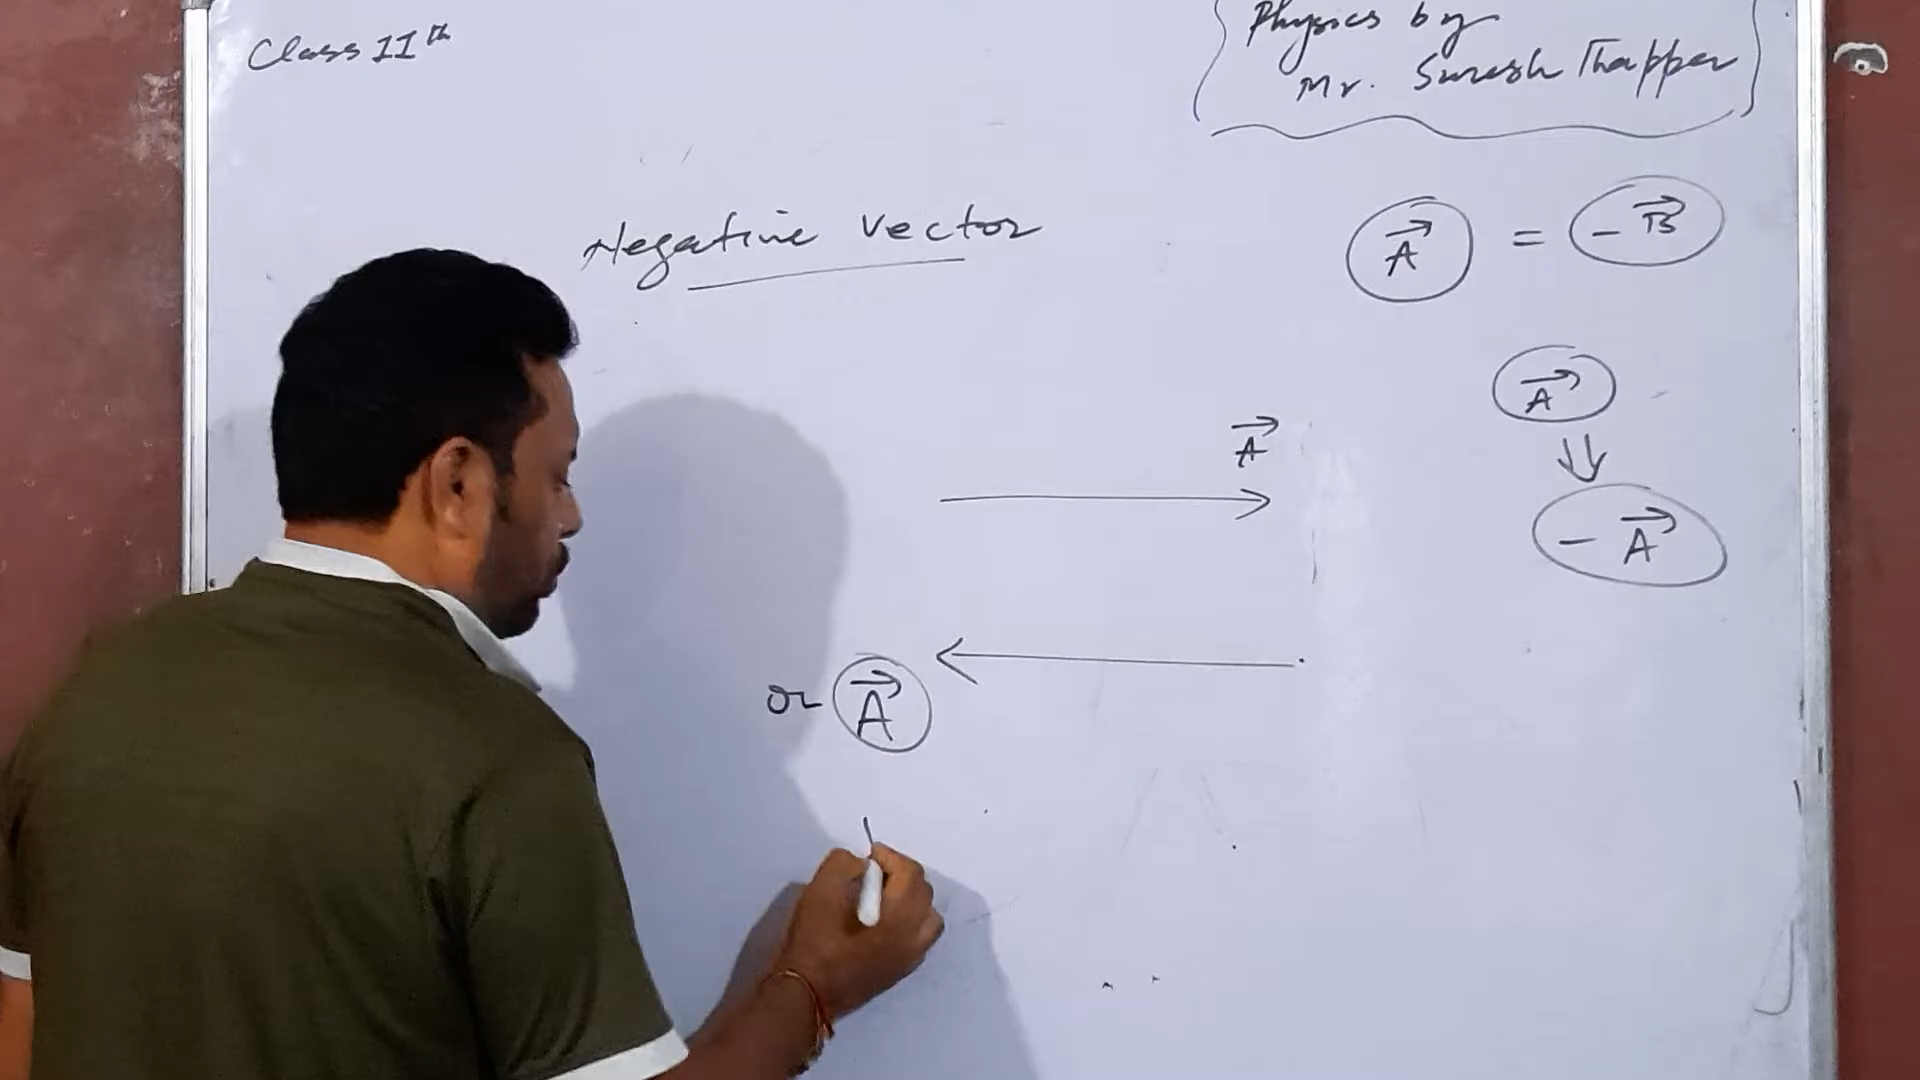 Class 11th
Physics by
Mr. Suresh Thapper
Negative Vector
A⃗ = -B⃗
A⃗
⇓
-A⃗
A⃗
or A⃗